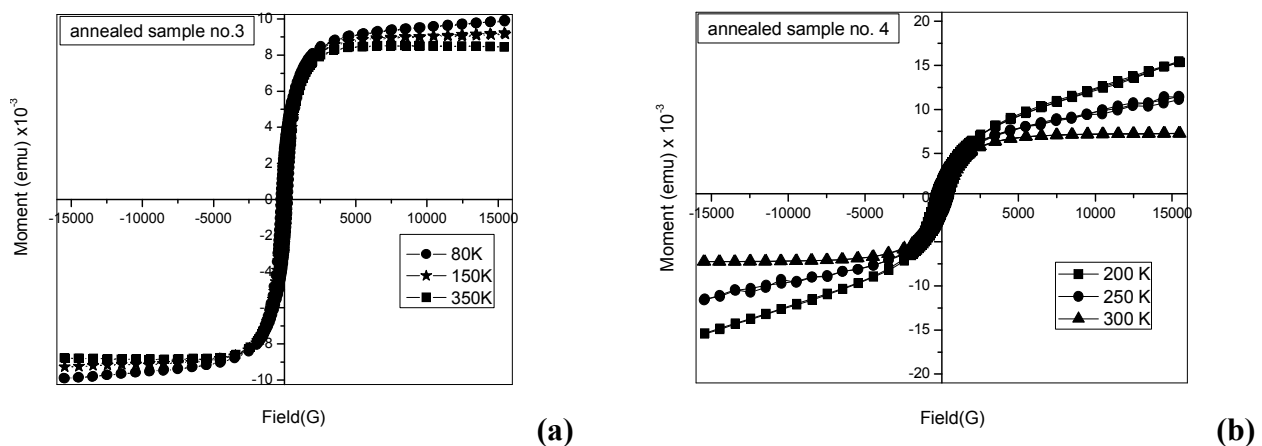 annealed sample no.3
Moment (emu) x10-3
10
8
6
4
2
0
-2
-4
-6
-8
-10
-15000 -10000 -5000 0 5000 10000 15000
80K
150K
350K
Field(G)
(a)
annealed sample no. 4
Moment (emu) x 10-3
20
15
10
5
0
-5
-10
-15
-20
-15000 -10000 -5000 0 5000 10000 15000
200 K
250 K
300 K
Field(G)
(b)